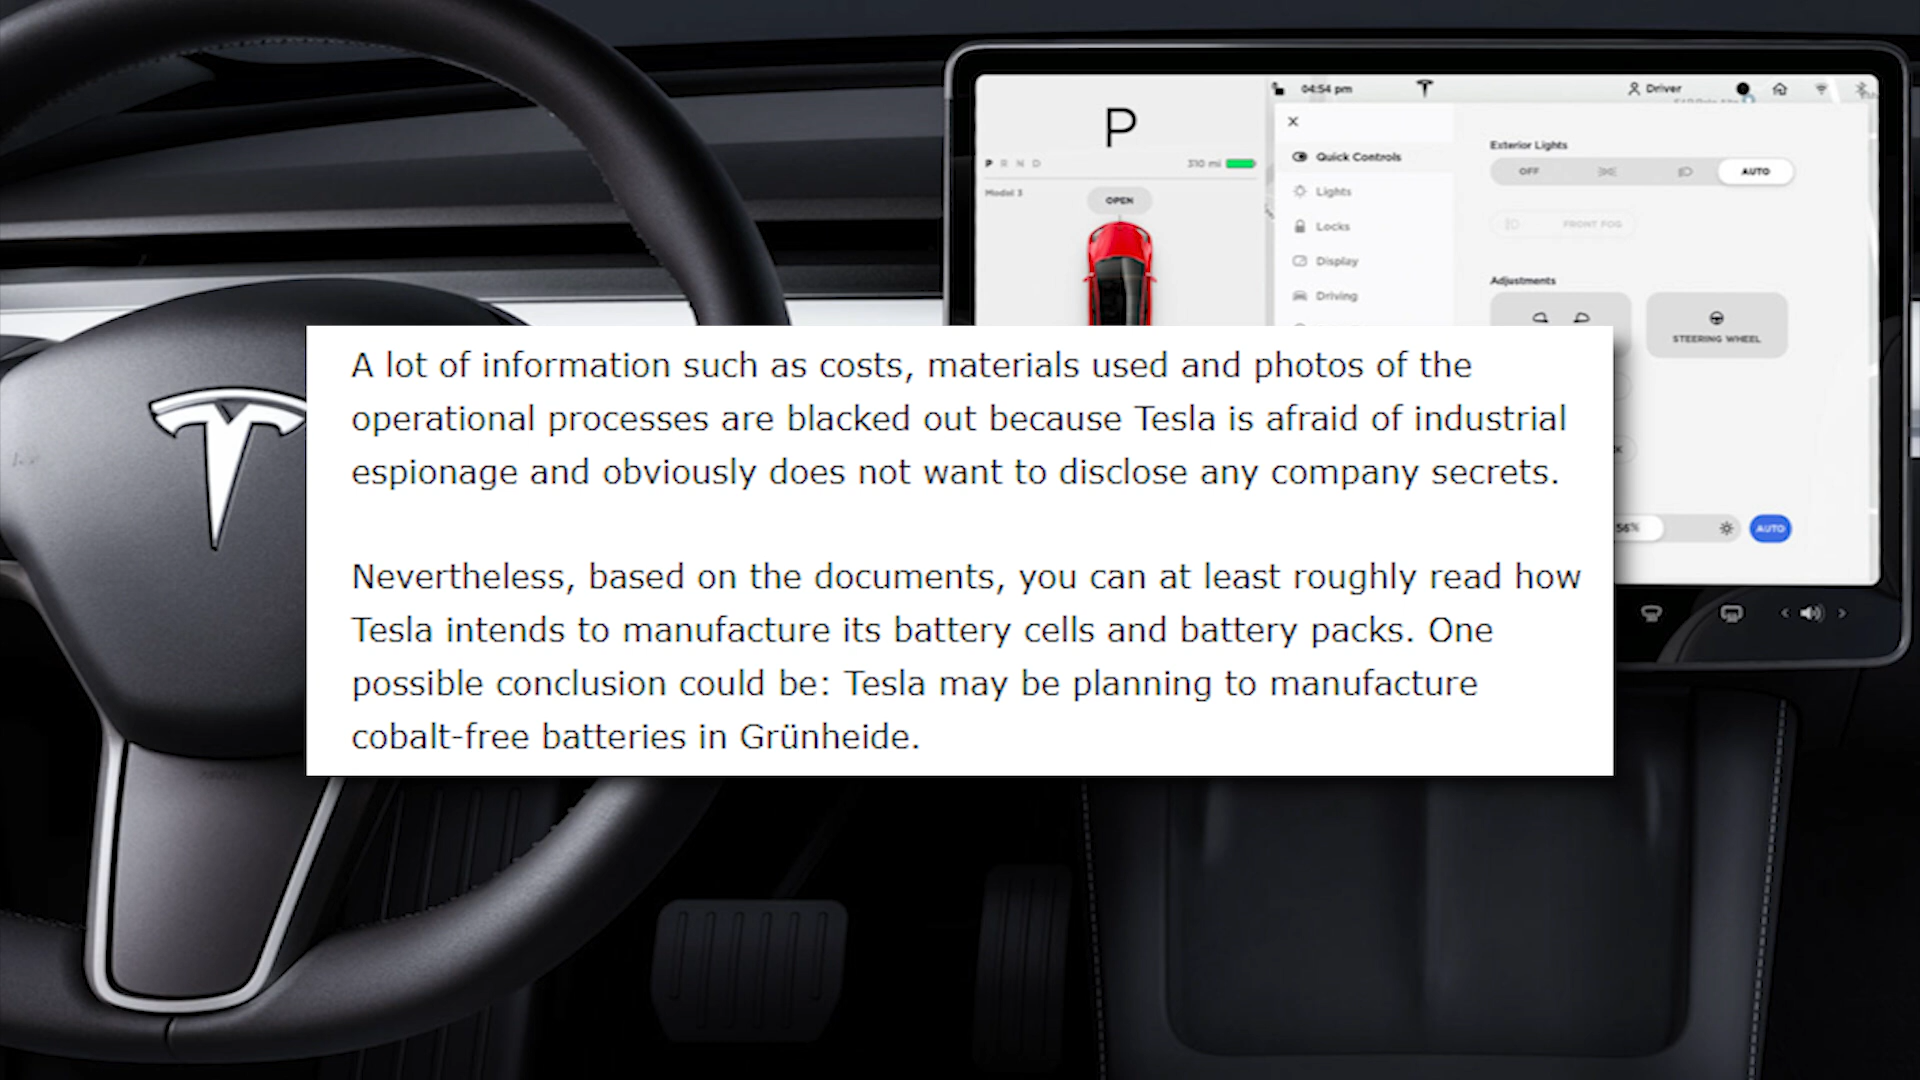 04:54 pm
Driver
P
P R N D
310 mi
Model 3
OPEN
Quick Controls
Lights
Locks
Display
Driving
Exterior Lights
OFF
AUTO
FRONT FOG
Adjustments
STEERING WHEEL
56%
AUTO
A lot of information such as costs, materials used and photos of the
operational processes are blacked out because Tesla is afraid of industrial
espionage and obviously does not want to disclose any company secrets.
Nevertheless, based on the documents, you can at least roughly read how
Tesla intends to manufacture its battery cells and battery packs. One
possible conclusion could be: Tesla may be planning to manufacture
cobalt-free batteries in Grünheide.